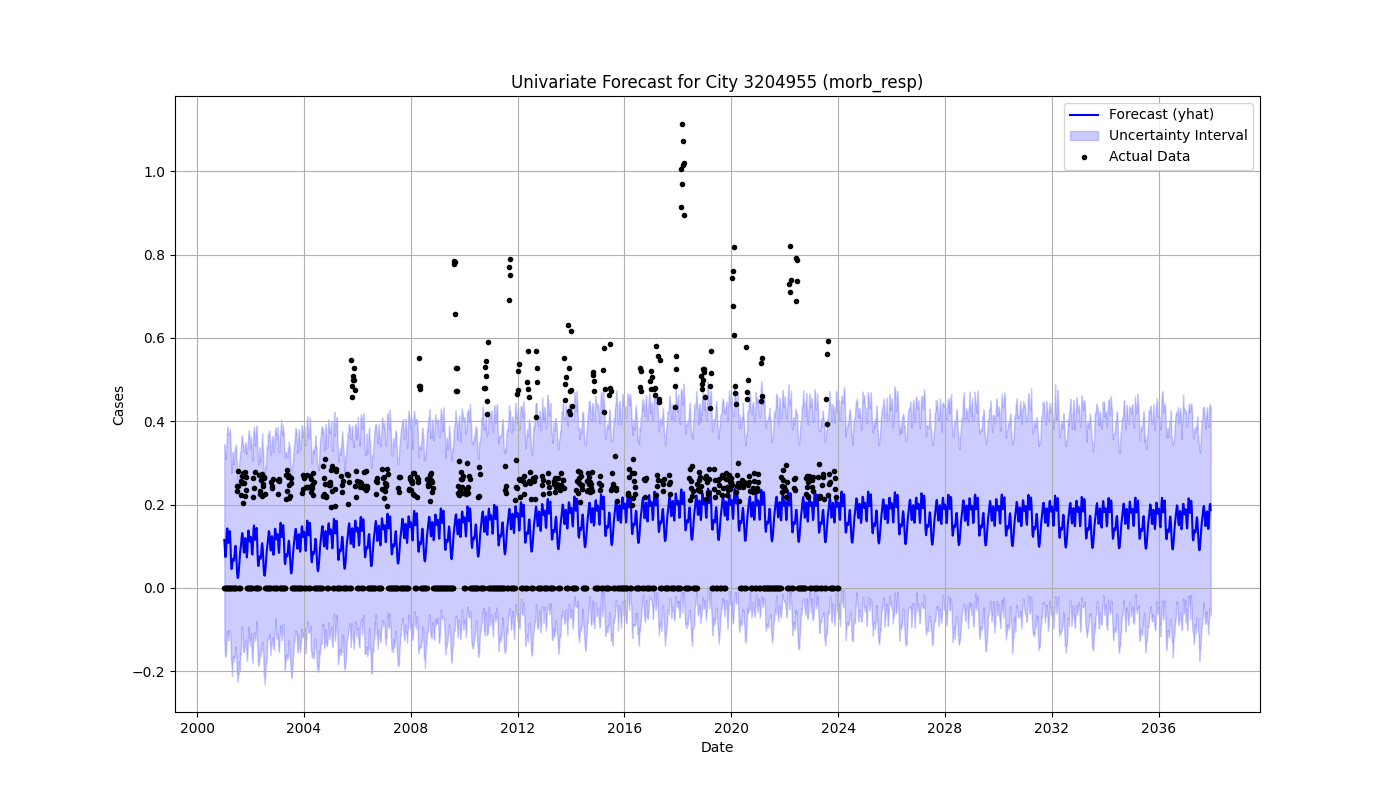 Univariate Forecast for City 3204955 (morb_resp)
Forecast (yhat)
Uncertainty Interval
Actual Data
Cases
1.0
0.8
0.6
0.4
0.2
0.0
−0.2
2000 2004 2008 2012 2016 2020 2024 2028 2032 2036
Date